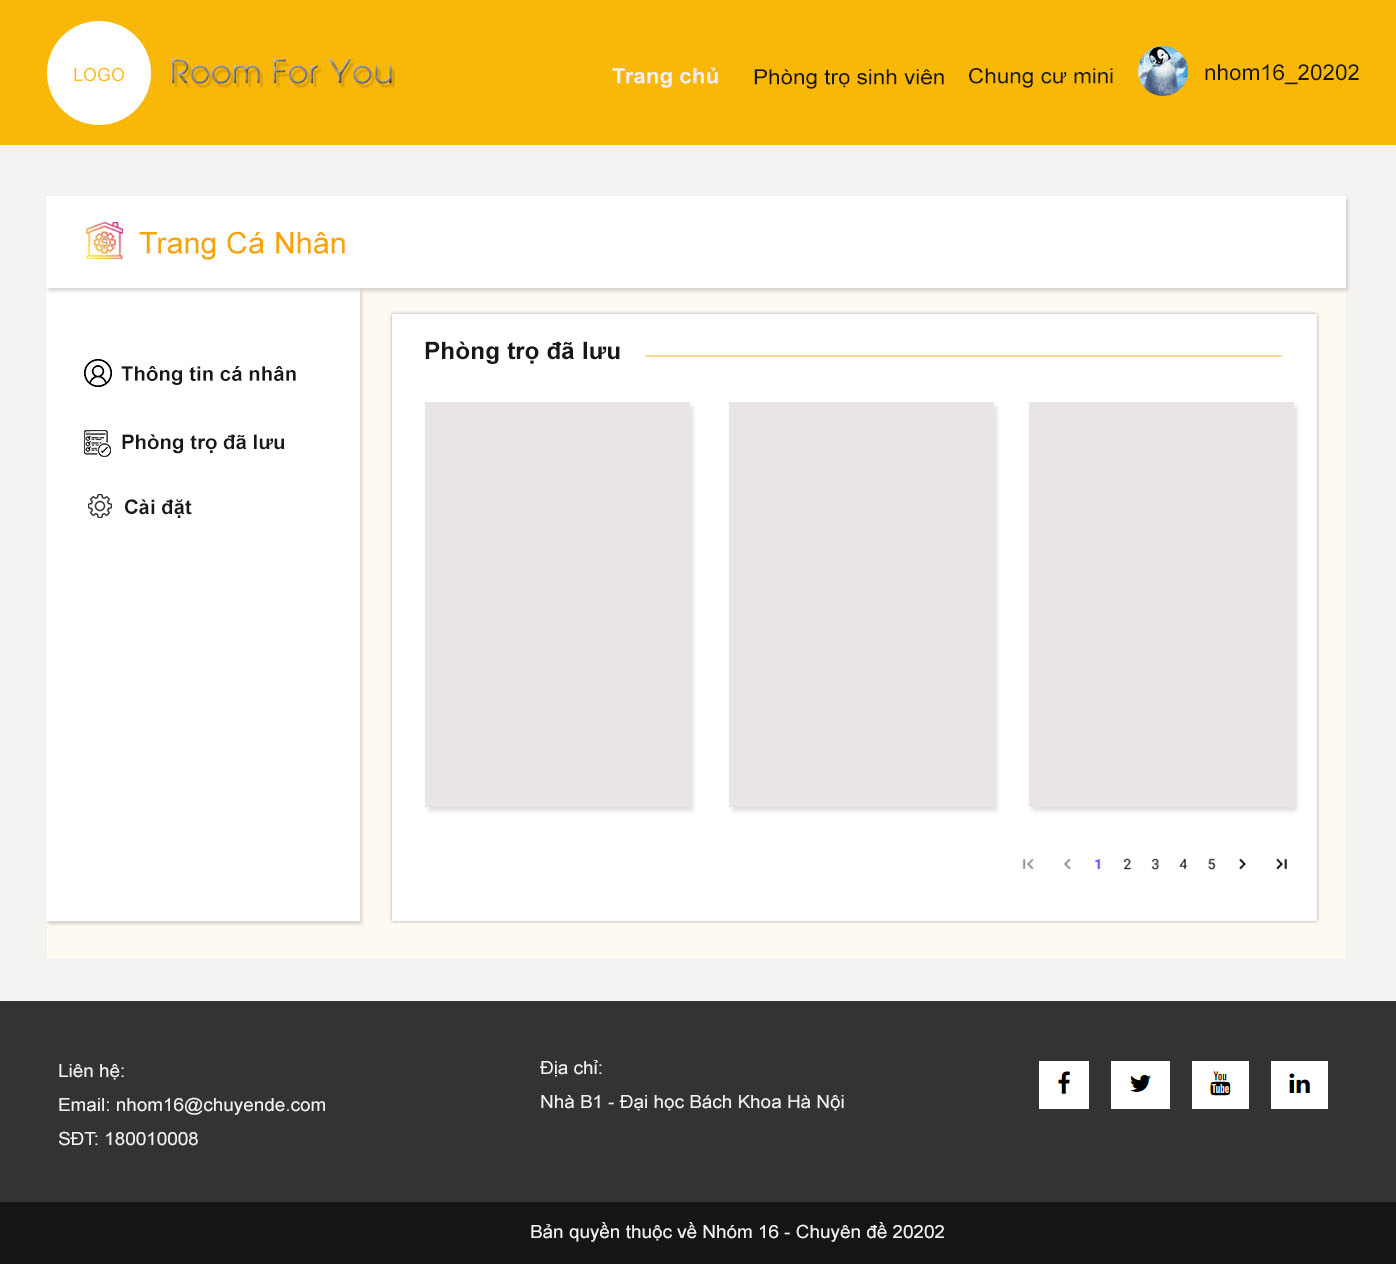 LOGO
Room For You
Trang chủ
Phòng trọ sinh viên
Chung cư mini
nhom16_20202
Trang Cá Nhân
Thông tin cá nhân
Phòng trọ đã lưu
Cài đặt
Phòng trọ đã lưu
1 2 3 4 5
Liên hệ:
Email: nhom16@chuyende.com
SĐT: 180010008
Địa chỉ:
Nhà B1 - Đại học Bách Khoa Hà Nội
You
Tube
in
Bản quyền thuộc về Nhóm 16 - Chuyên đề 20202